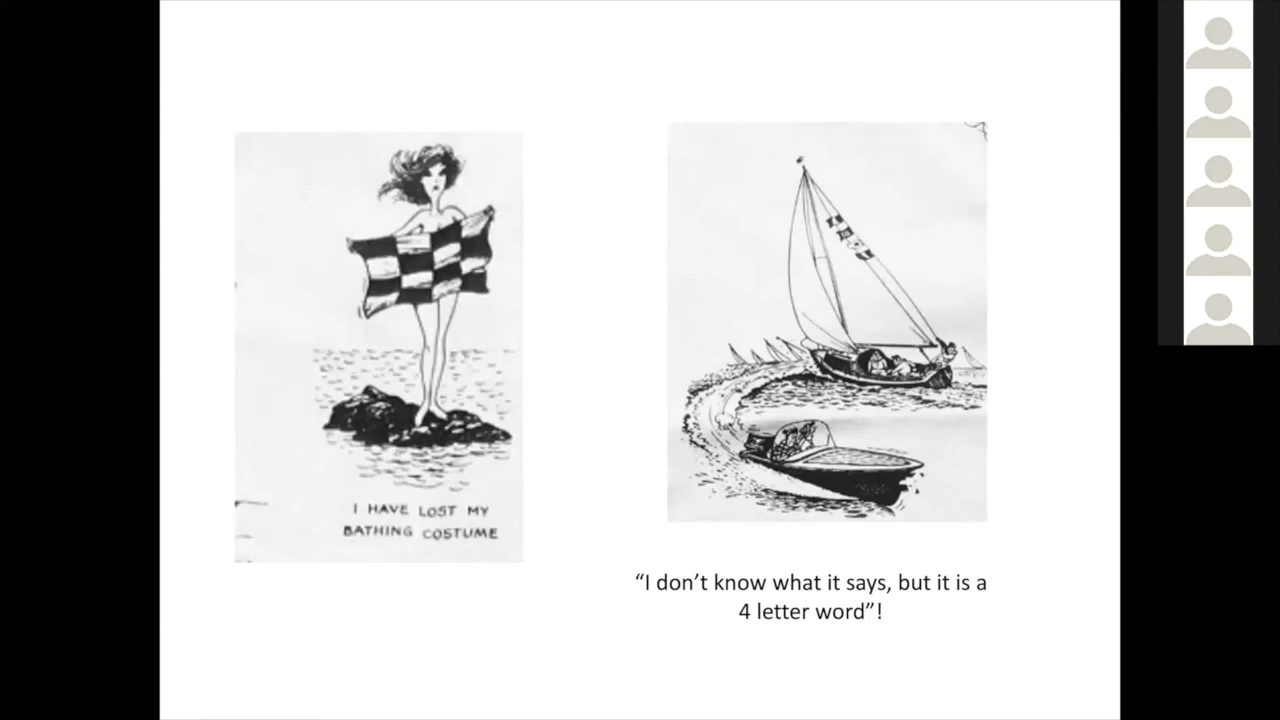 I HAVE LOST MY
BATHING COSTUME
“I don’t know what it says, but it is a
4 letter word”!